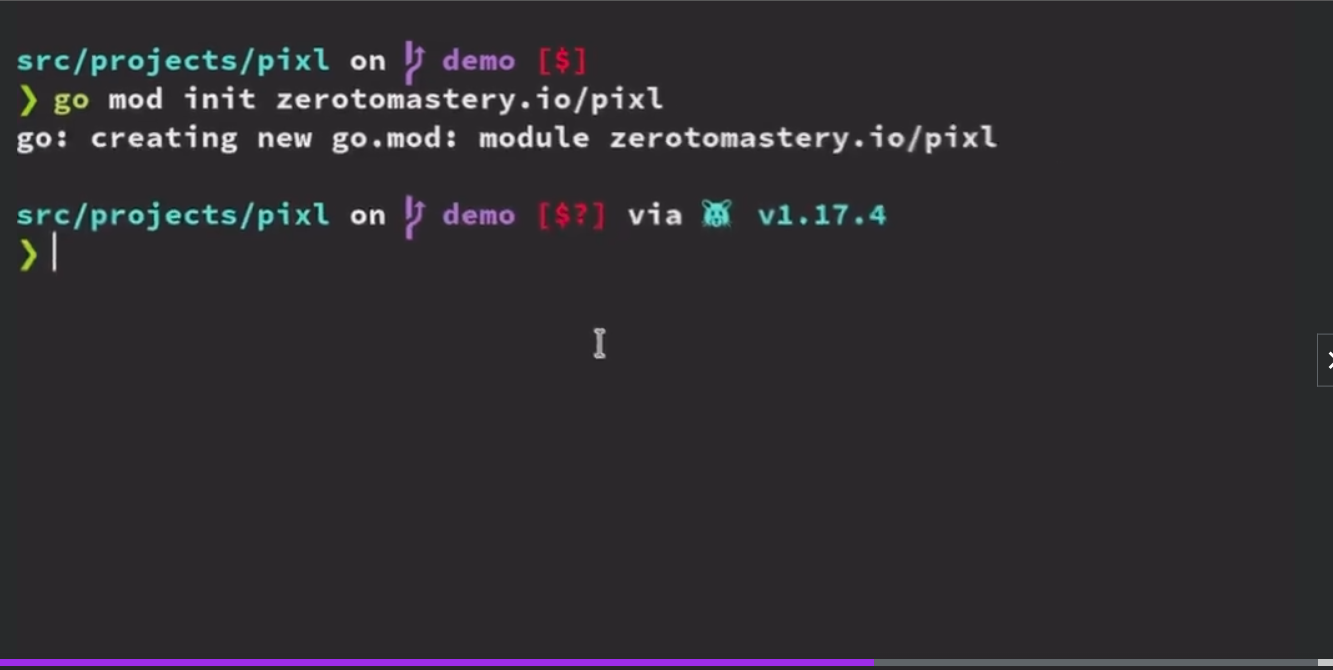 src/projects/pixl on demo [$]
❯ go mod init zerotomastery.io/pixl
go: creating new go.mod: module zerotomastery.io/pixl
src/projects/pixl on demo [$?] via 🐹 v1.17.4
❯